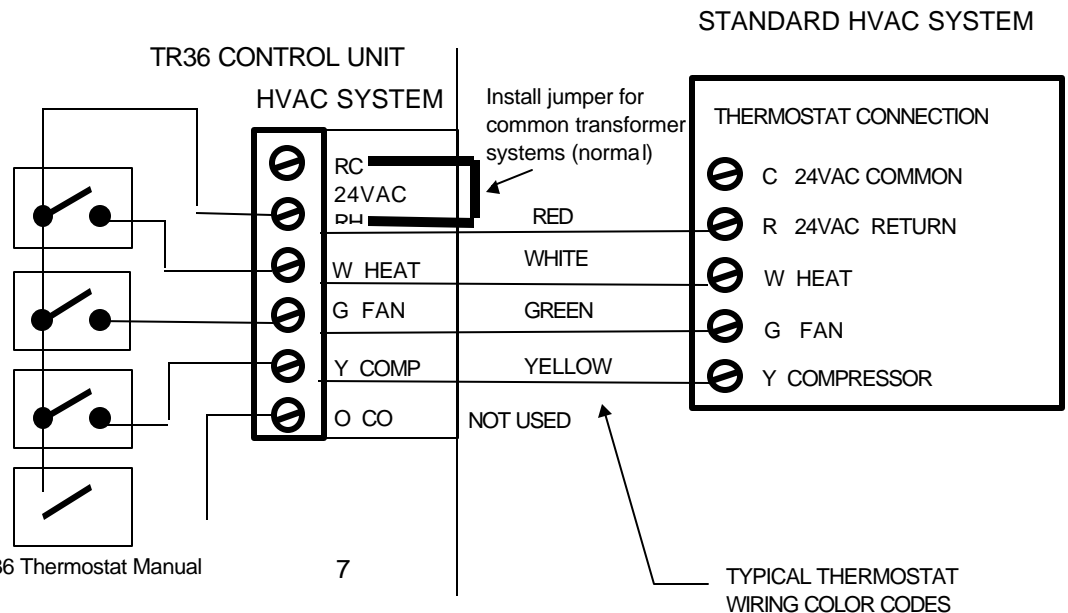 STANDARD HVAC SYSTEM
TR36 CONTROL UNIT
HVAC SYSTEM
Install jumper for
common transformer
systems (normal)
THERMOSTAT CONNECTION
RC
24VAC
RH
C 24VAC COMMON
RED
R 24VAC RETURN
WHITE
W HEAT
W HEAT
G FAN
GREEN
G FAN
Y COMP
YELLOW
Y COMPRESSOR
O CO
NOT USED
36 Thermostat Manual
7
TYPICAL THERMOSTAT
WIRING COLOR CODES